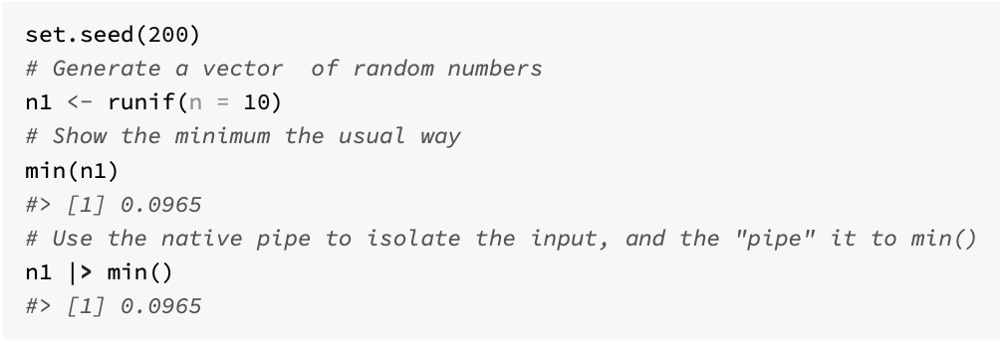 set.seed(200)
# Generate a vector  of random numbers
n1 <- runif(n = 10)
# Show the minimum the usual way
min(n1)
#> [1] 0.0965
# Use the native pipe to isolate the input, and the "pipe" it to min()
n1 |> min()
#> [1] 0.0965